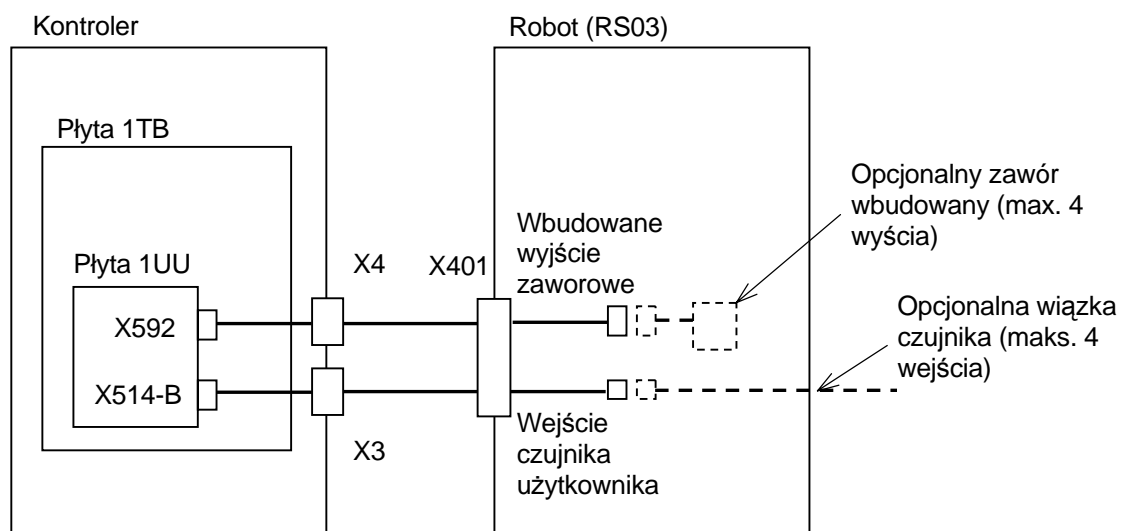 Kontroler
Robot (RS03)
Płyta 1TB
Płyta 1UU
X592
X514-B
X4
X3
X401
Wbudowane
wyjście
zaworowe
Wejście
czujnika
użytkownika
Opcjonalny zawór
wbudowany (max. 4
wyścia)
Opcjonalna wiązka
czujnika (maks. 4
wejścia)